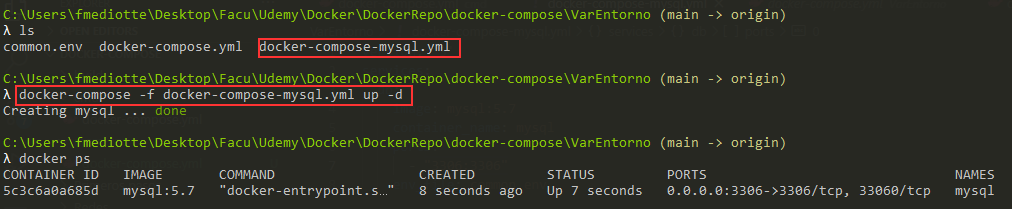 C:\Users\fmediotte\Desktop\Facu\Udemy\Docker\DockerRepo\docker-compose\VarEntorno (main -> origin)
λ ls
common.env  docker-compose.yml  docker-compose-mysql.yml
C:\Users\fmediotte\Desktop\Facu\Udemy\Docker\DockerRepo\docker-compose\VarEntorno (main -> origin)
λ docker-compose -f docker-compose-mysql.yml up -d
Creating mysql ... done
C:\Users\fmediotte\Desktop\Facu\Udemy\Docker\DockerRepo\docker-compose\VarEntorno (main -> origin)
λ docker ps
CONTAINER ID   IMAGE       COMMAND                  CREATED         STATUS         PORTS                               NAMES
5c3c6a0a685d   mysql:5.7   "docker-entrypoint.s…"   8 seconds ago   Up 7 seconds   0.0.0.0:3306->3306/tcp, 33060/tcp   mysql